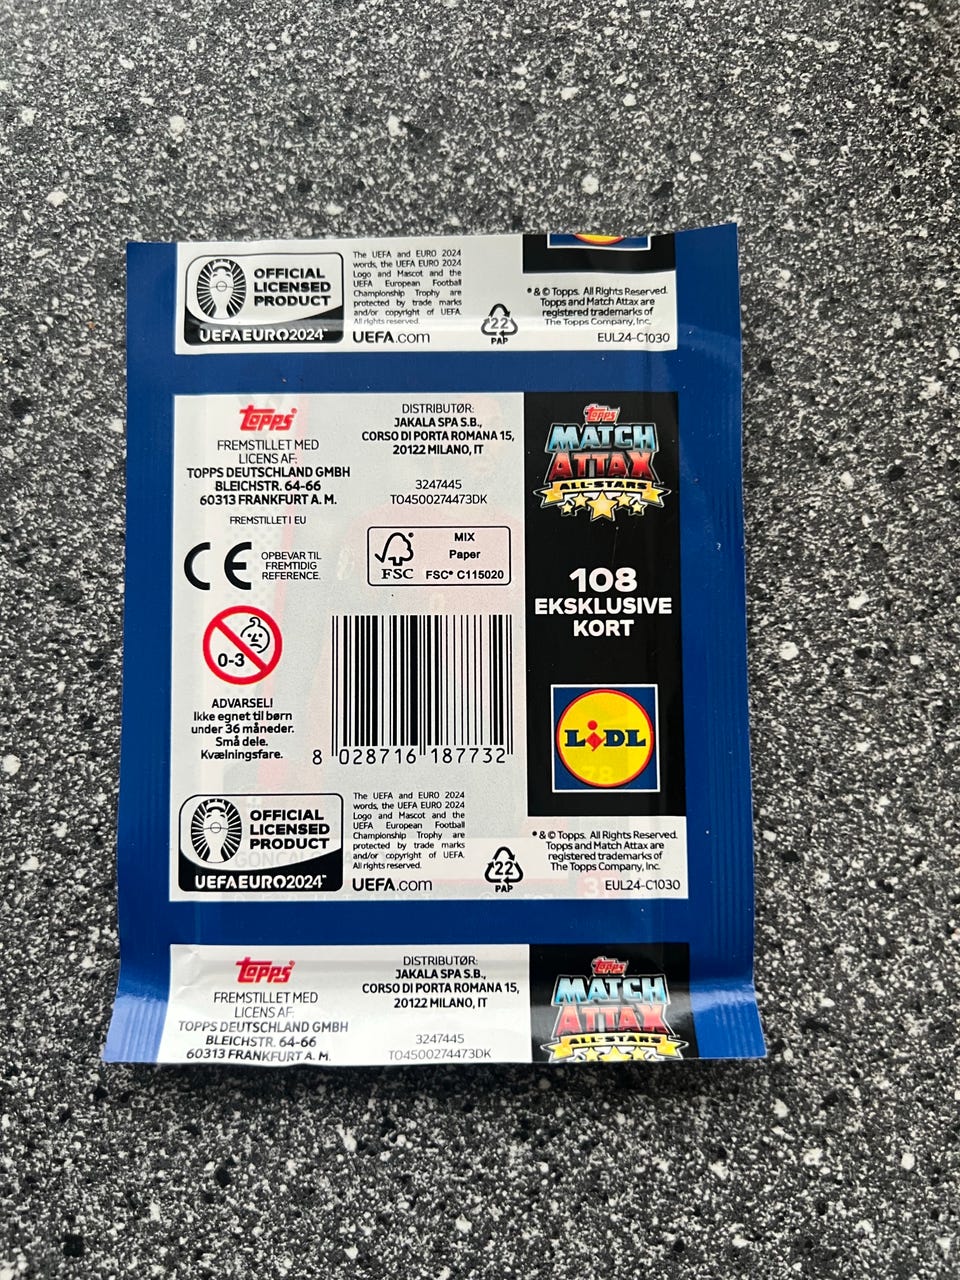 OFFICIAL
LICENSED
PRODUCT
UEFAEURO2024™
The UEFA and EURO 2024
words, the UEFA EURO 2024
Logo and Mascot and the
UEFA European Football
Championship Trophy are
protected by trade marks
and/or copyright of UEFA.
All rights reserved.
UEFA.com
22
PAP
® & © Topps. All Rights Reserved.
Topps and Match Attax are
registered trademarks of
The Topps Company, Inc.
EUL24-C1030
topps®
FREMSTILLET MED
LICENS AF:
TOPPS DEUTSCHLAND GMBH
BLEICHSTR. 64-66
60313 FRANKFURT A. M.
FREMSTILLET I EU
DISTRIBUTØR:
JAKALA SPA S.B.,
CORSO DI PORTA ROMANA 15,
20122 MILANO, IT
3247445
TO4500274473DK
CE
OPBEVAR TIL
FREMTIDIG
REFERENCE.
FSC
MIX
Paper
FSC® C115020
0-3
ADVARSEL!
Ikke egnet til børn
under 36 måneder.
Små dele.
Kvælningsfare.
8 028716 187732
topps
MATCH
ATTAX
ALL-STARS
108
EKSKLUSIVE
KORT
LIDL
OFFICIAL
LICENSED
PRODUCT
UEFAEURO2024™
The UEFA and EURO 2024
words, the UEFA EURO 2024
Logo and Mascot and the
UEFA European Football
Championship Trophy are
protected by trade marks
and/or copyright of UEFA.
All rights reserved.
UEFA.com
22
PAP
® & © Topps. All Rights Reserved.
Topps and Match Attax are
registered trademarks of
The Topps Company, Inc.
EUL24-C1030
topps®
FREMSTILLET MED
LICENS AF:
TOPPS DEUTSCHLAND GMBH
BLEICHSTR. 64-66
60313 FRANKFURT A. M.
DISTRIBUTØR:
JAKALA SPA S.B.,
CORSO DI PORTA ROMANA 15,
20122 MILANO, IT
3247445
TO4500274473DK
topps
MATCH
ATTAX
ALL-STARS